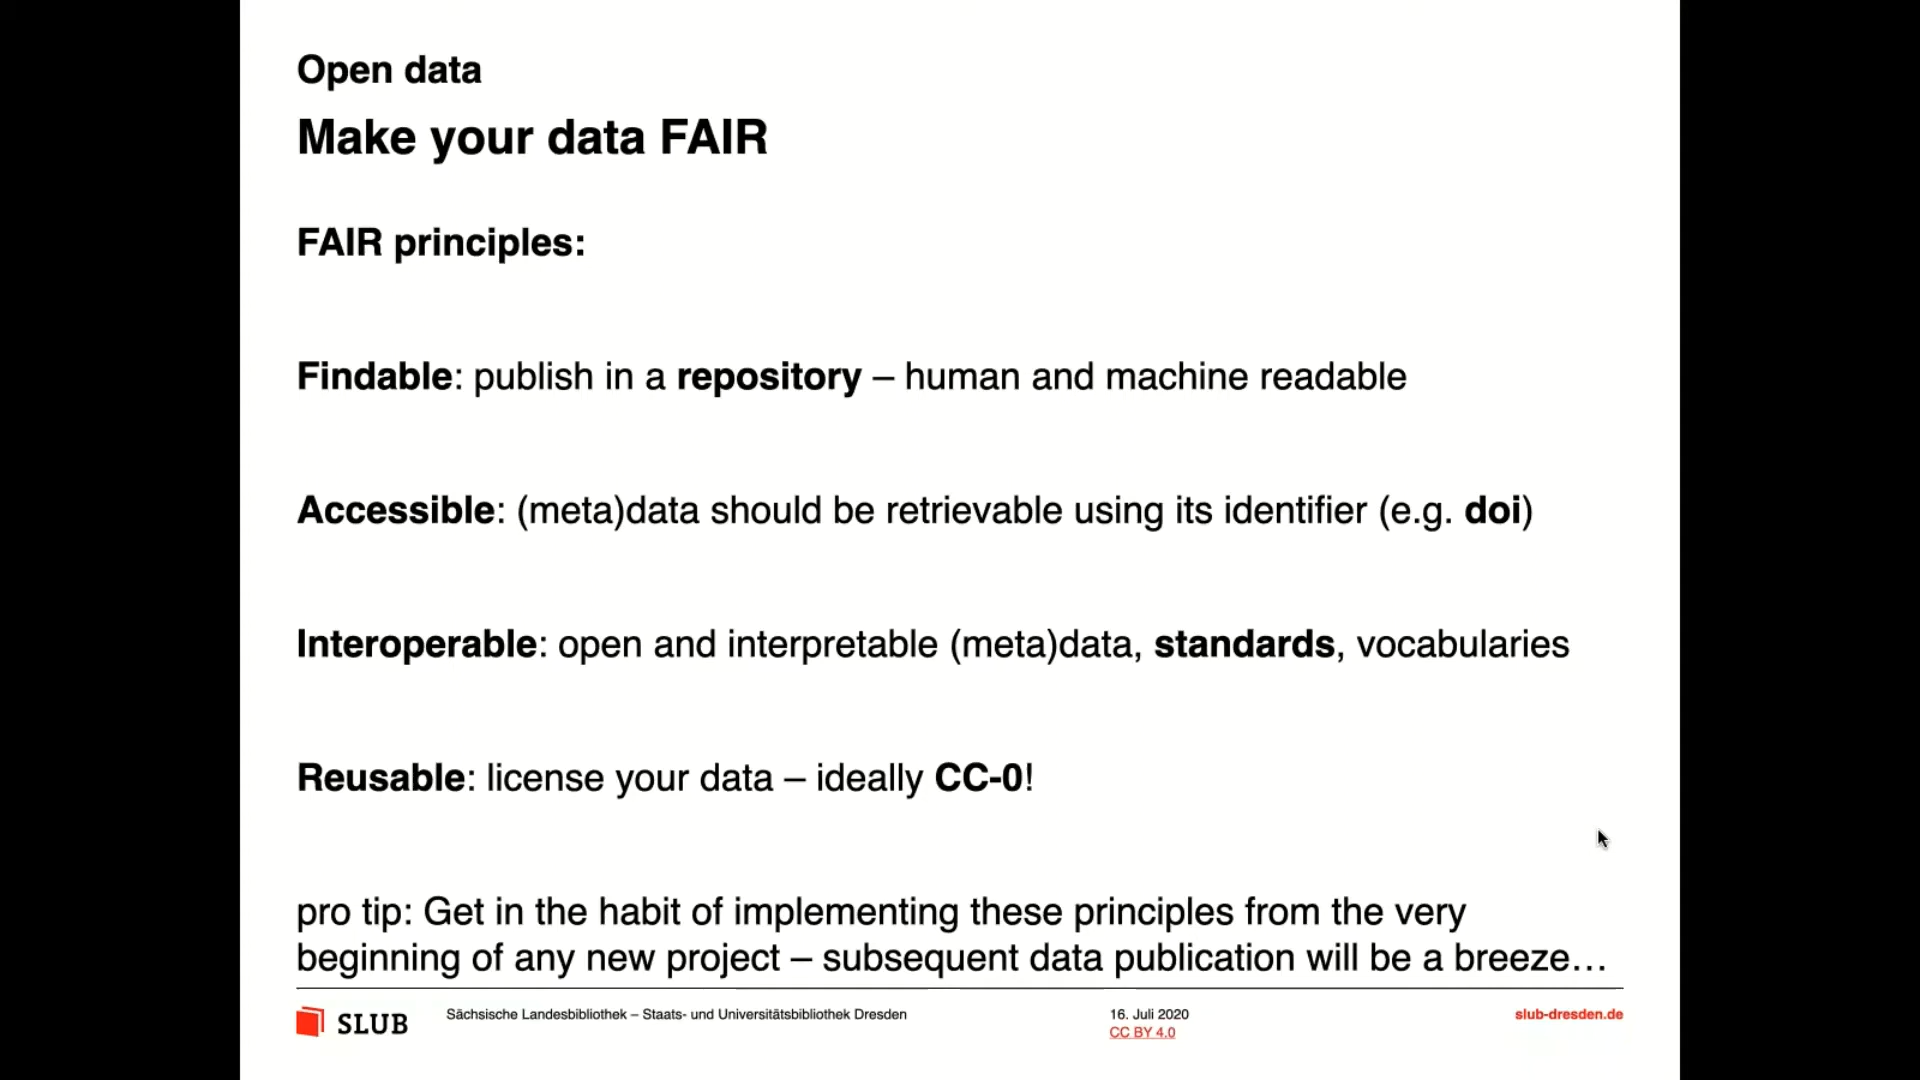 Open data
Make your data FAIR
FAIR principles:
Findable: publish in a repository – human and machine readable
Accessible: (meta)data should be retrievable using its identifier (e.g. doi)
Interoperable: open and interpretable (meta)data, standards, vocabularies
Reusable: license your data – ideally CC-0!
pro tip: Get in the habit of implementing these principles from the very
beginning of any new project – subsequent data publication will be a breeze…
SLUB
Sächsische Landesbibliothek – Staats- und Universitätsbibliothek Dresden
16. Juli 2020
CC BY 4.0
slub-dresden.de